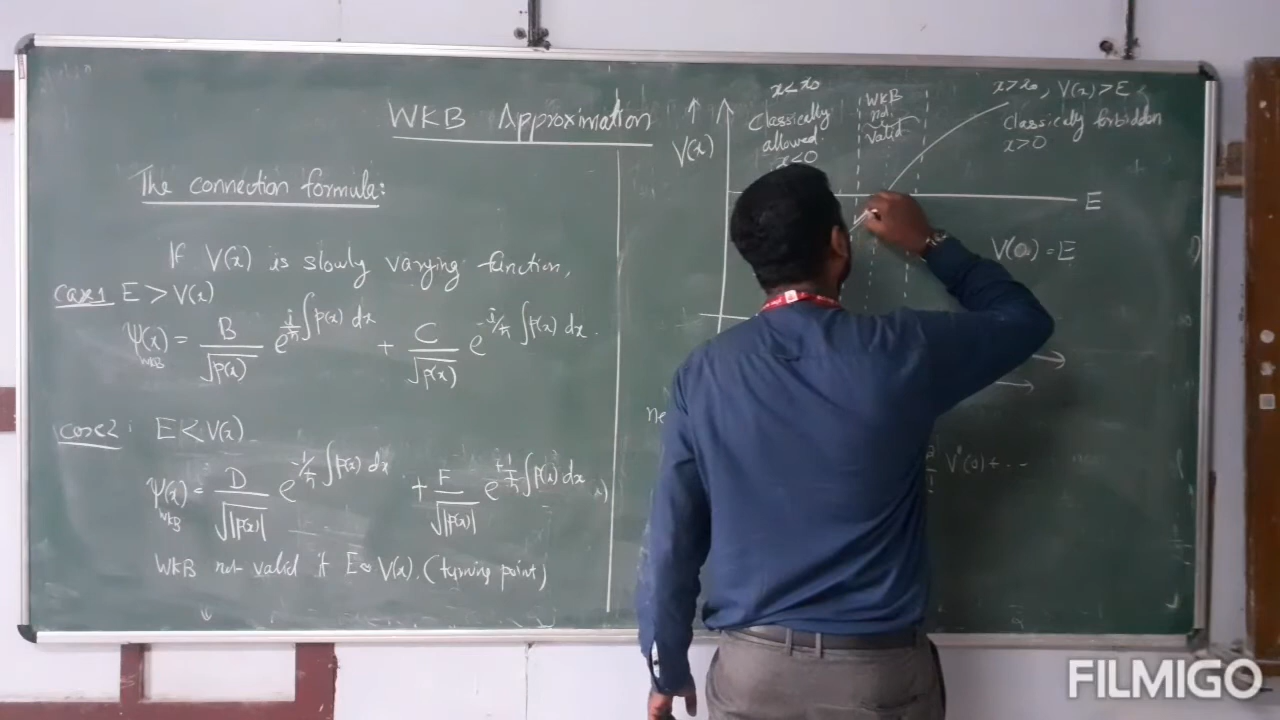 WKB Approximation
The connection formula:
If V(x) is slowly varying function,
case1 E > V(x)
ψ(x) WKB = B/√p(x) e^(i/ħ ∫p(x) dx) + C/√p(x) e^(-i/ħ ∫p(x) dx).
case2 : E < V(x)
ψ(x) WKB = D/√|p(x)| e^(-1/ħ ∫p(x) dx) + F/√|p(x)| e^(+1/ħ ∫p(x) dx)
WKB not valid if E≈V(x). (turning point)
V(x)
x<x₀
Classically
allowed
x<0
WKB
not
valid
x>x₀, V(x)>E
classically forbidden
x>0
E
V(0) = E
V"(0)+...
FILMIGO